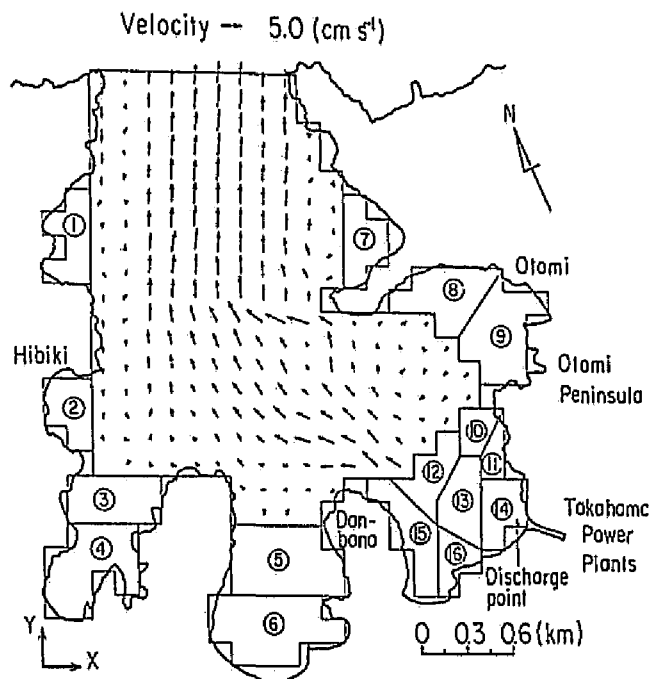 Velocity → 5.0 (cm s⁻¹)
N
①
⑦
Otomi
⑧
⑨
Hibiki
Otomi
Peninsula
②
⑩
⑪
⑫
③
⑬
⑭
Takahama
Power
Plants
Dan-
bano
④
⑤
⑮
⑯
Discharge
point
⑥
Y
X
0 0.3 0.6 (km)